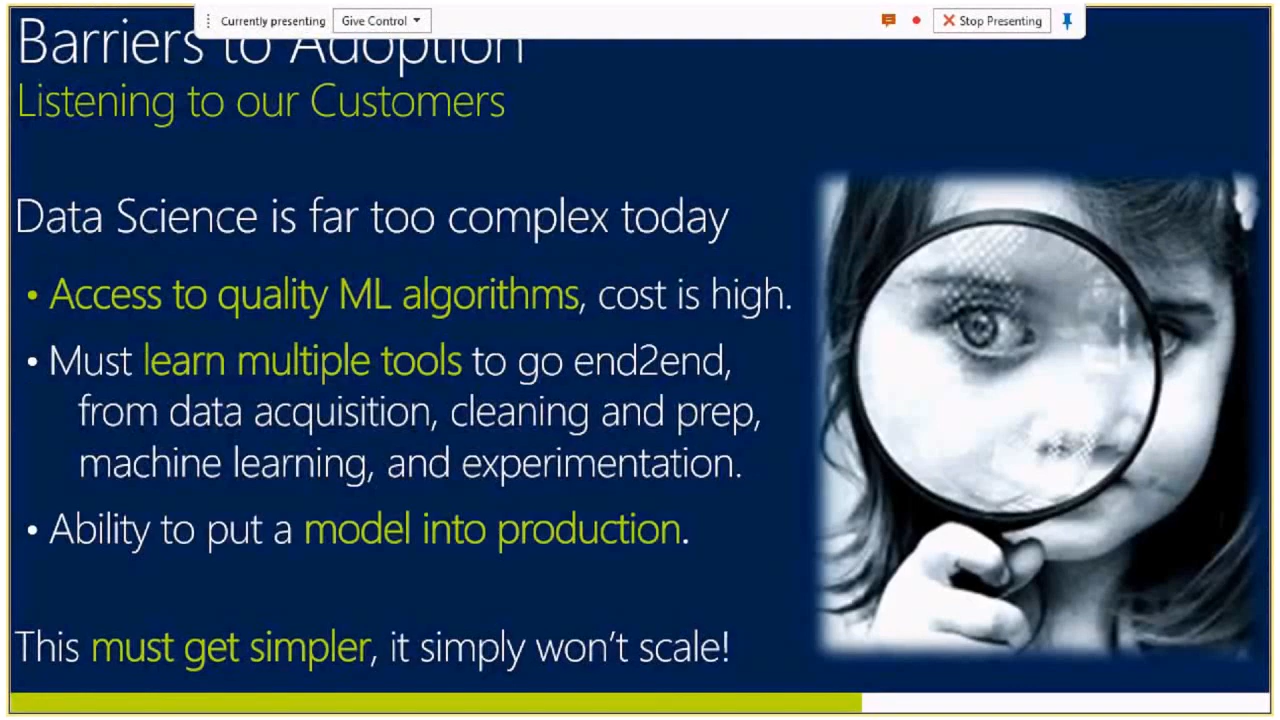 Currently presenting Give Control Stop Presenting
Barriers to Adoption
Listening to our Customers
Data Science is far too complex today
• Access to quality ML algorithms, cost is high.
• Must learn multiple tools to go end2end,
from data acquisition, cleaning and prep,
machine learning, and experimentation.
• Ability to put a model into production.
This must get simpler, it simply won't scale!